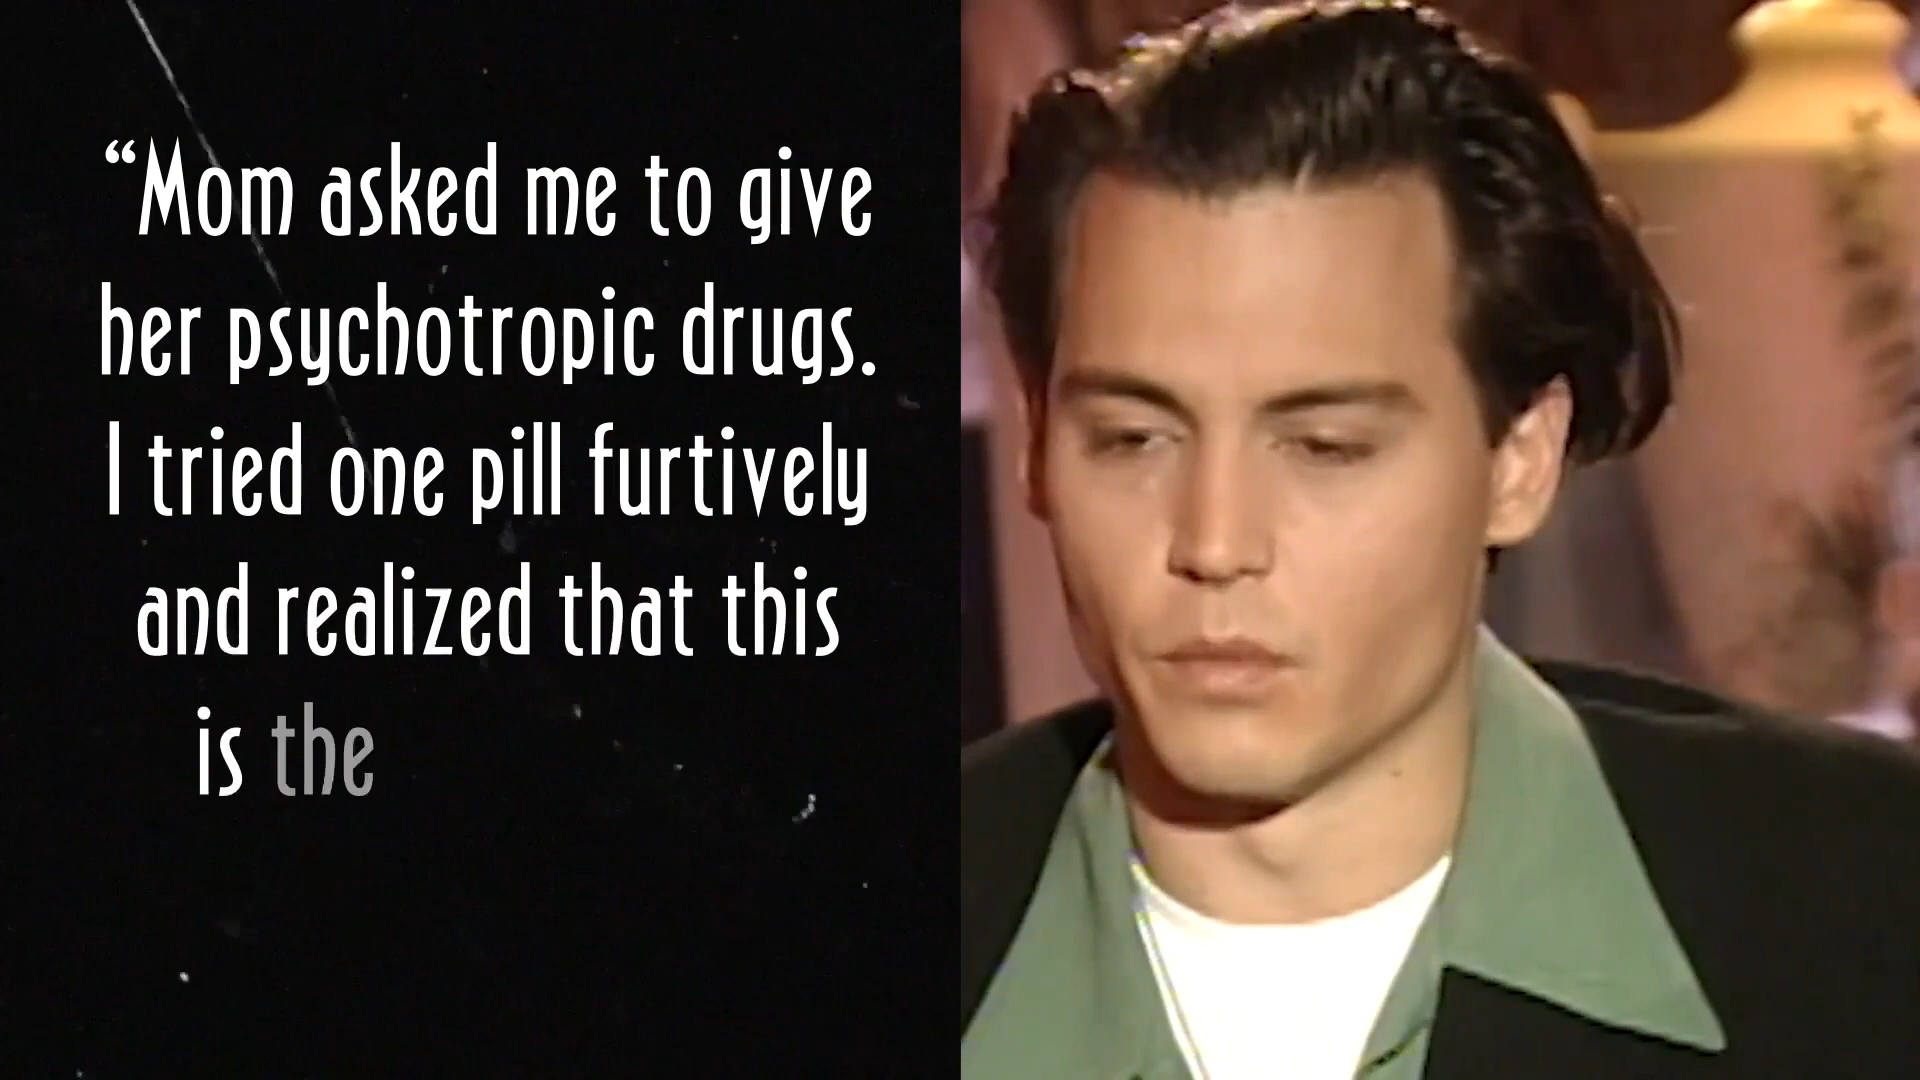 “Mom asked me to give
her psychotropic drugs.
I tried one pill furtively
and realized that this
is the